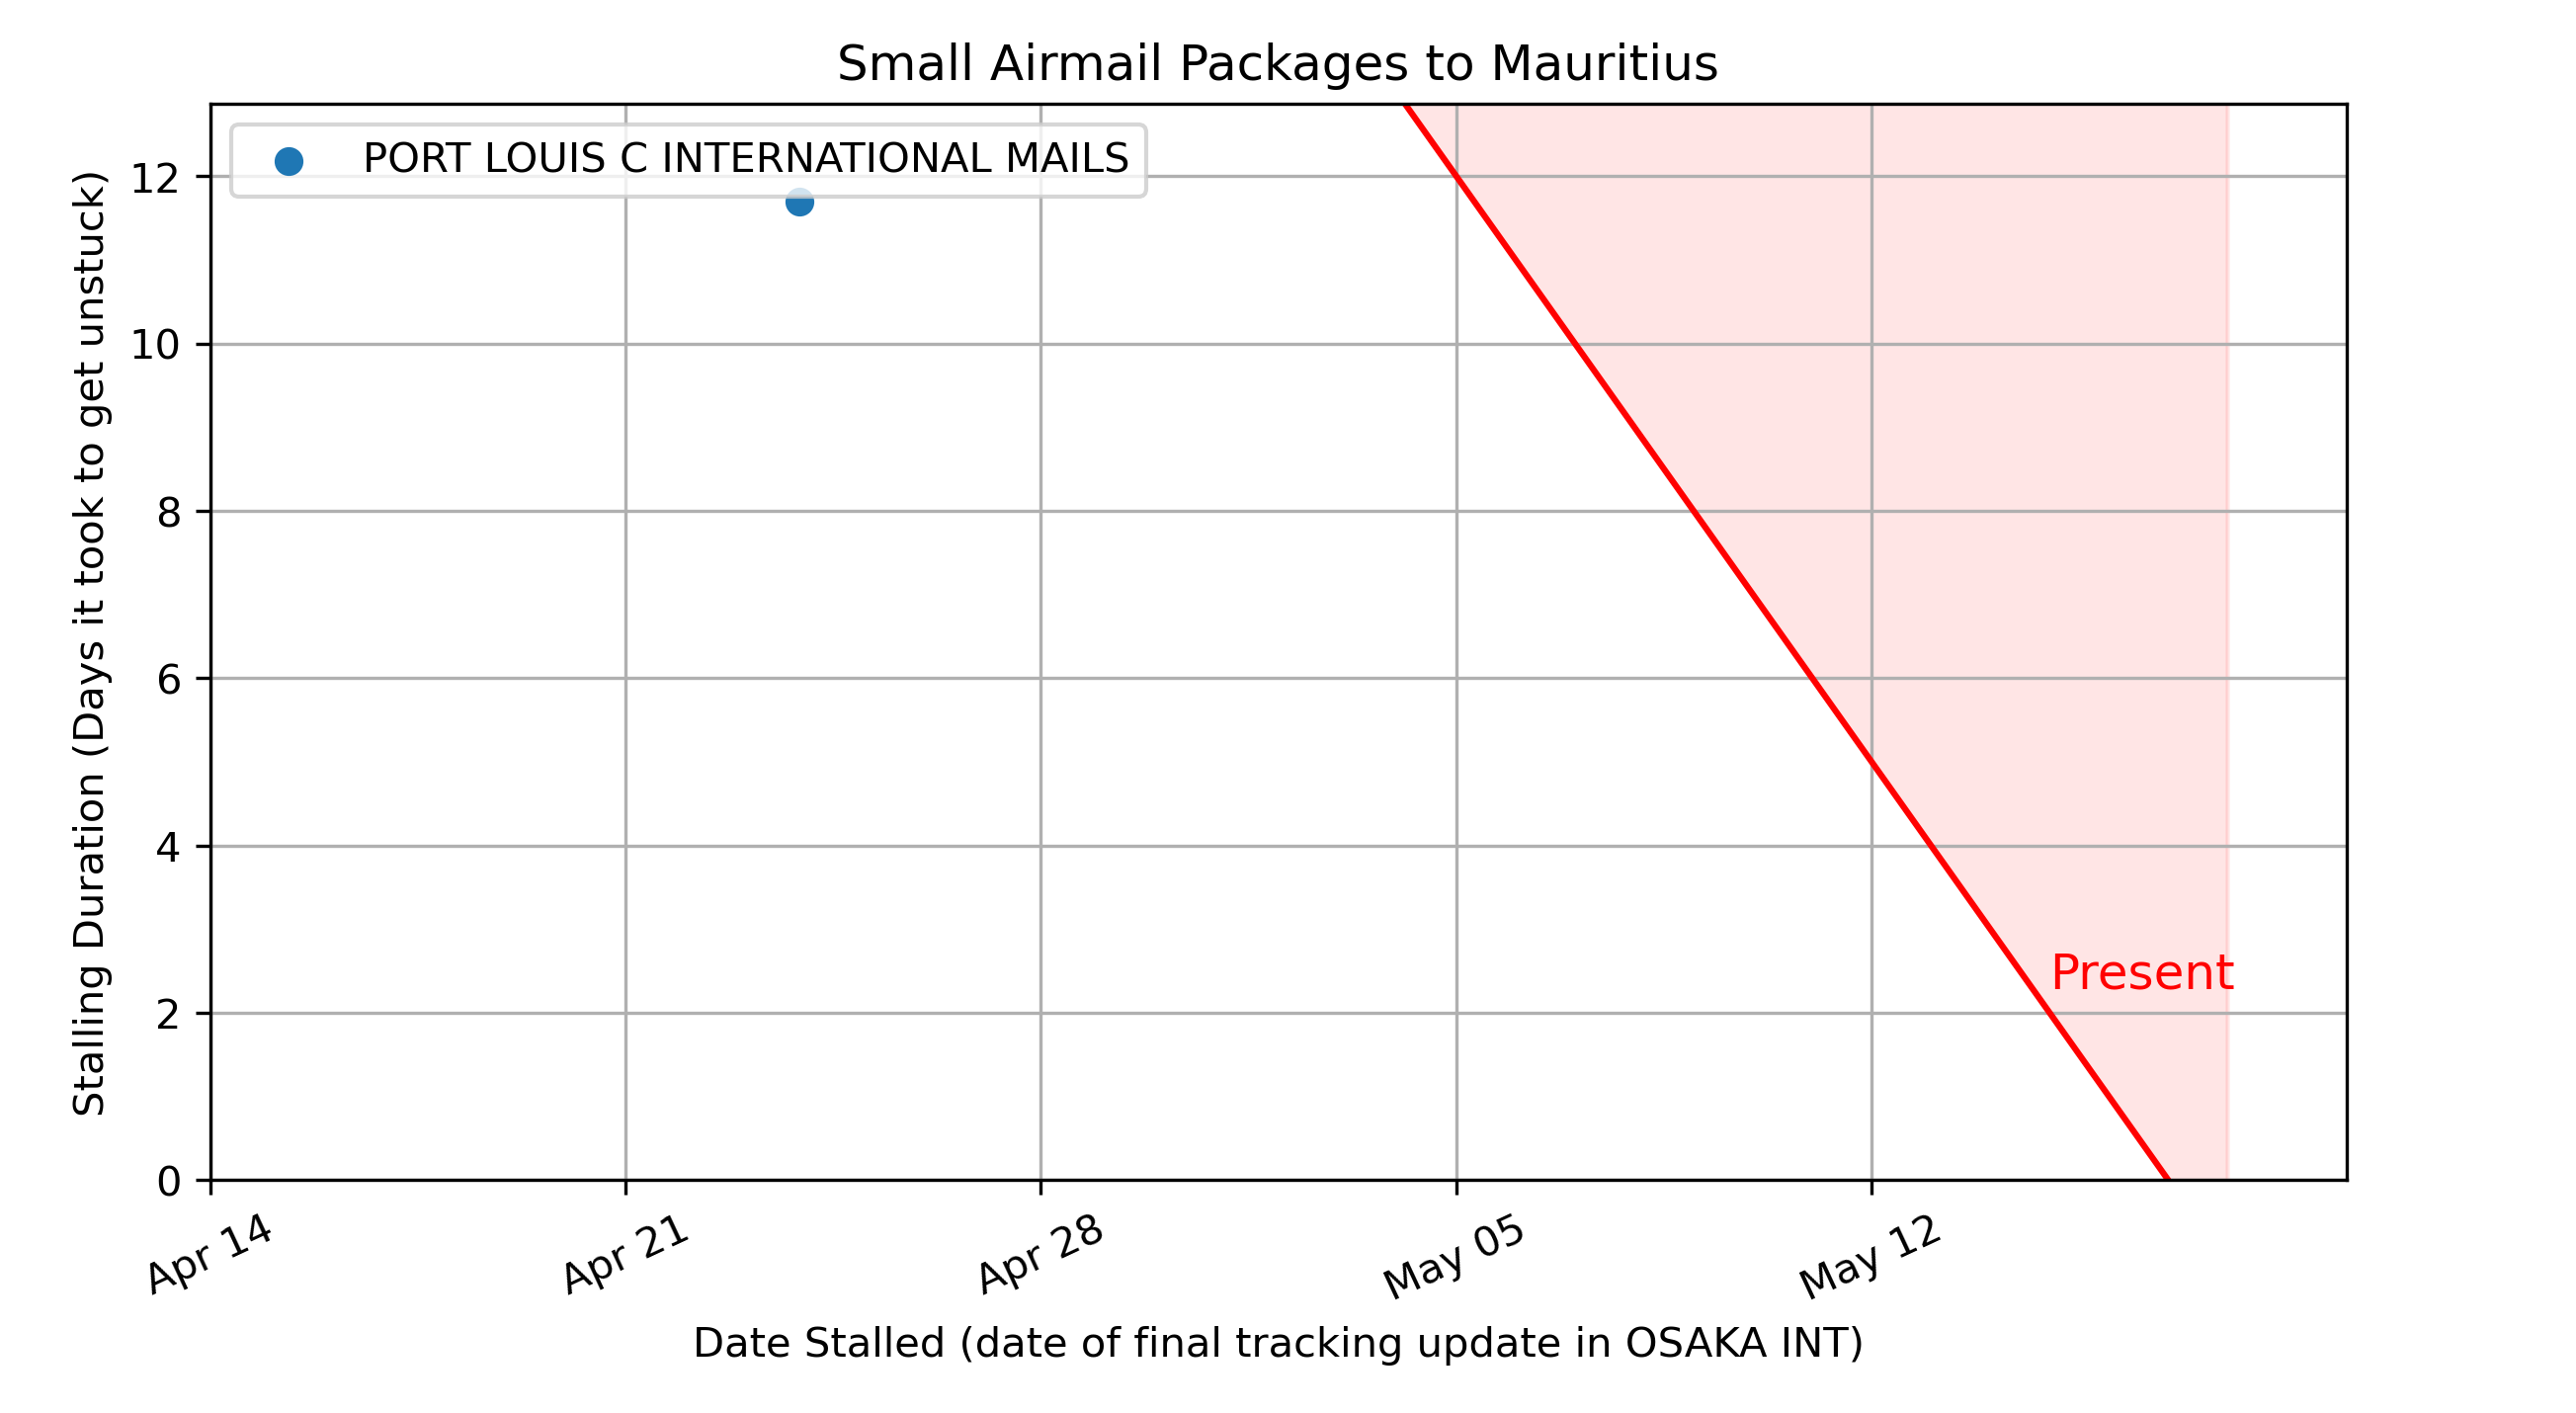 Small Airmail Packages to Mauritius
PORT LOUIS C INTERNATIONAL MAILS
Stalling Duration (Days it took to get unstuck)
12
10
8
6
4
2
0
Present
Apr 14
Apr 21
Apr 28
May 05
May 12
Date Stalled (date of final tracking update in OSAKA INT)